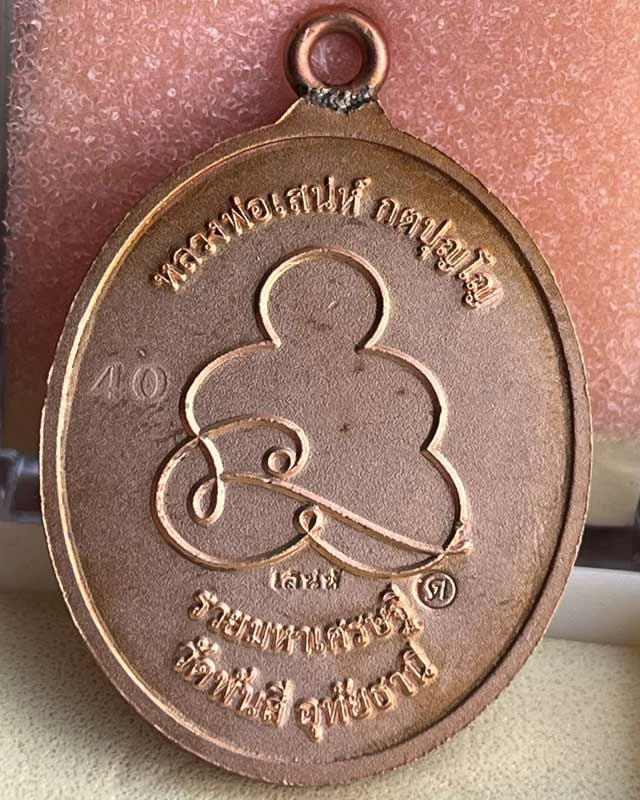 หลวงพ่อเสน่ห์ กตปุญโญ
40
เสน่ห์
ด
รวยมหาเศรษฐี
วัดพันสี อุทัยธานี